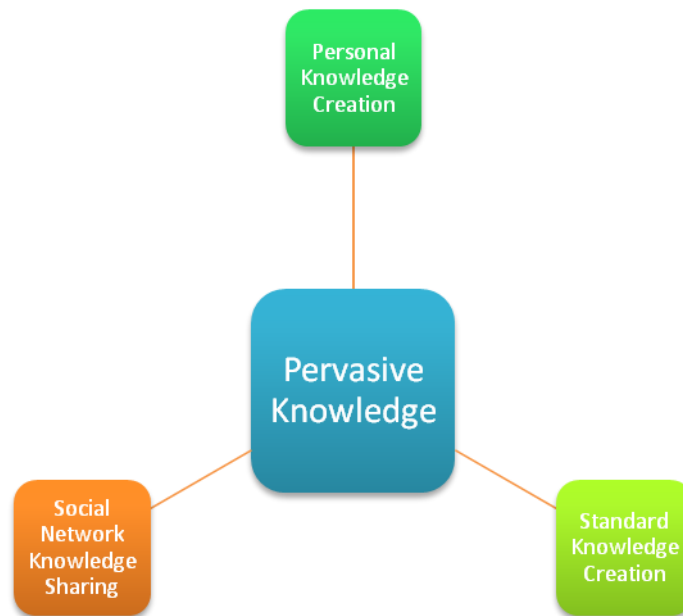 Personal
Knowledge
Creation
Pervasive
Knowledge
Social
Network
Knowledge
Sharing
Standard
Knowledge
Creation